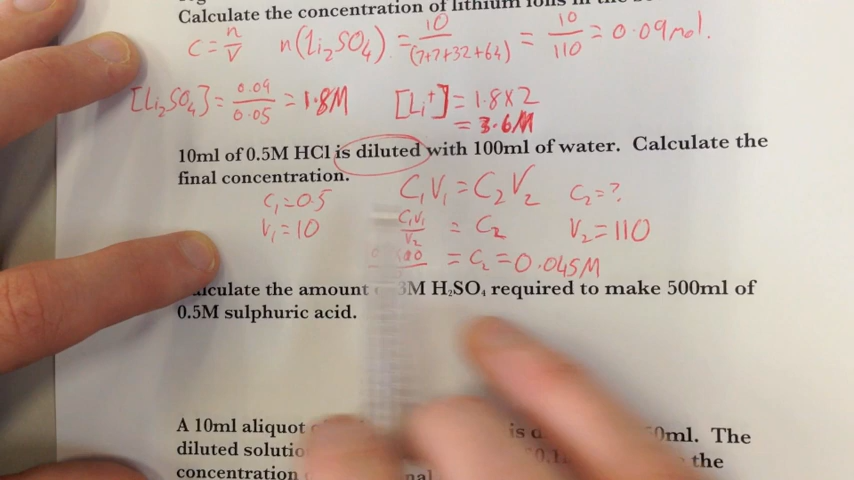 Calculate the concentration of lithium ions in the
C = n/V n(Li₂SO₄) = 10/(7+7+32+64) = 10/110 = 0.09mol.
[Li₂SO₄] = 0.09/0.05 = 1.8M [Li⁺] = 1.8×2
= 3.6M
10ml of 0.5M HCl is diluted with 100ml of water. Calculate the
final concentration.
C₁V₁ = C₂V₂ C₂=?
C₁=0.5
V₁=10 C₁V₁/V₂ = C₂ V₂=110
= C₂ = 0.045M
the amount 3M H₂SO₄ required to make 500ml of
0.5M sulphuric acid.
A 10ml aliquot is 0ml. The
diluted the
concentration